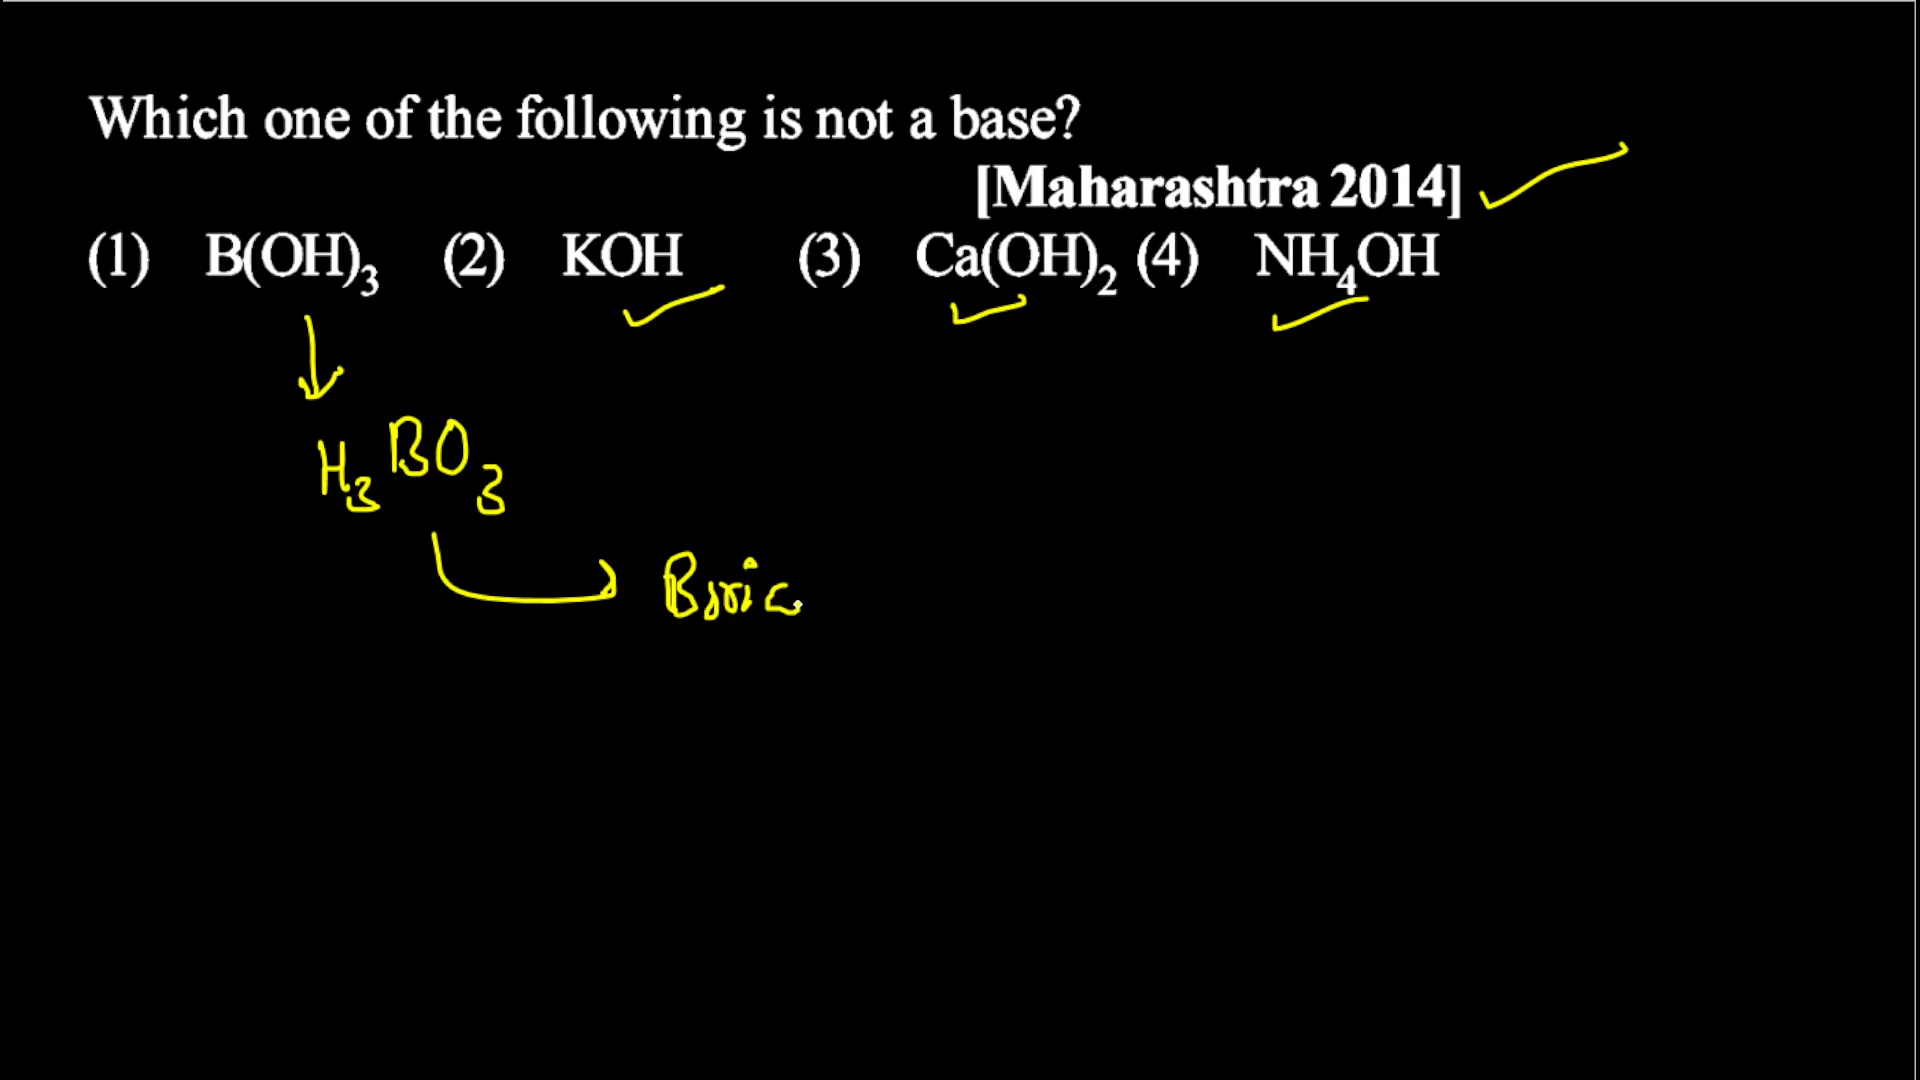 Which one of the following is not a base?
[Maharashtra 2014]
(1) B(OH)₃ (2) KOH (3) Ca(OH)₂ (4) NH₄OH
H₃BO₃
Boric